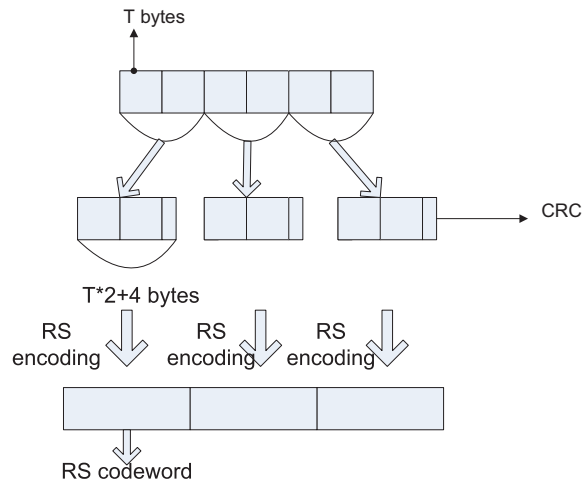 T bytes
CRC
T*2+4 bytes
RS encoding
RS encoding
RS encoding
RS codeword